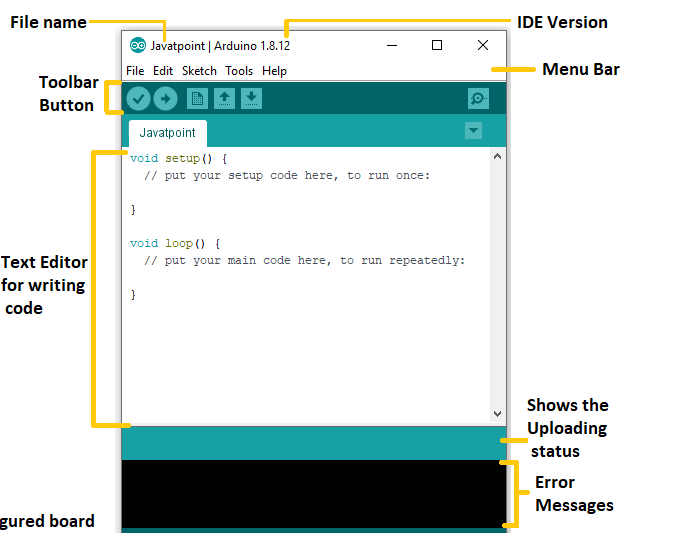 File name
IDE Version
Javatpoint | Arduino 1.8.12
File Edit Sketch Tools Help
Menu Bar
Toolbar
Button
Javatpoint
void setup() {
// put your setup code here, to run once:
}
void loop() {
// put your main code here, to run repeatedly:
}
Text Editor
for writing
code
Shows the
Uploading
status
Error
Messages
gured board